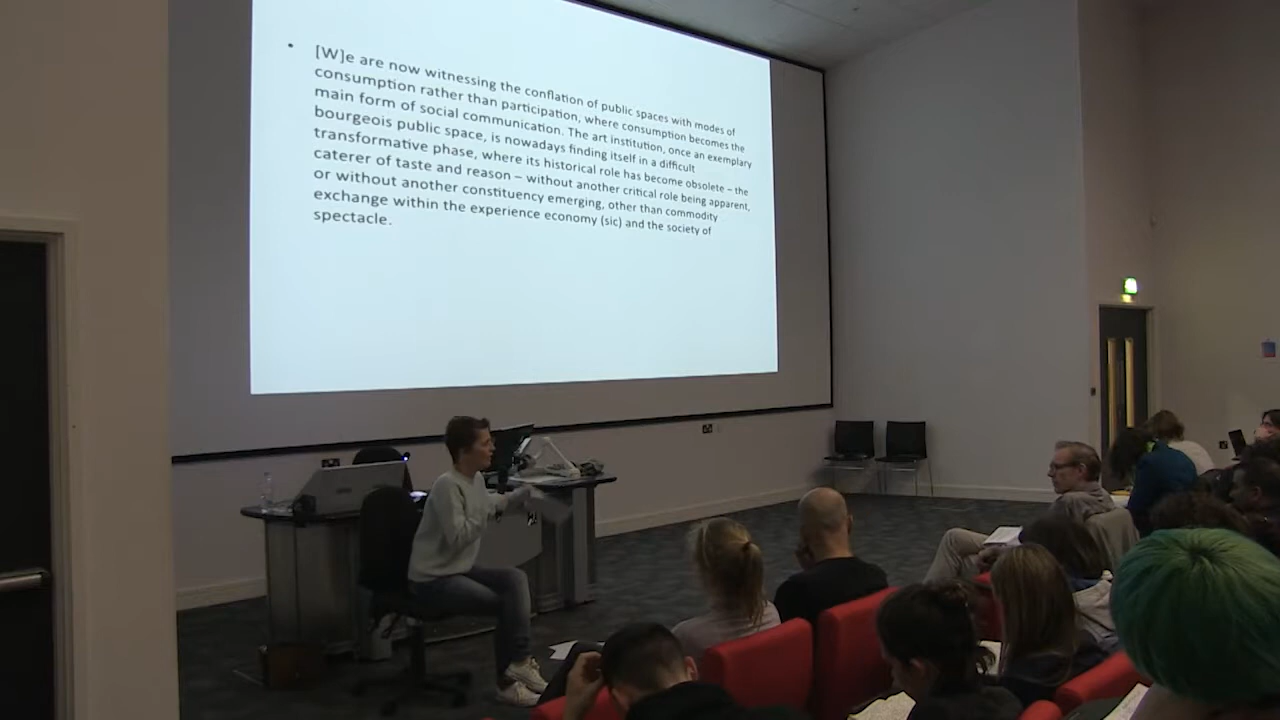 • [W]e are now witnessing the conflation of public spaces with modes of
consumption rather than participation, where consumption becomes the
main form of social communication. The art institution, once an exemplary
bourgeois public space, is nowadays finding itself in a difficult
transformative phase, where its historical role has become obsolete – the
caterer of taste and reason – without another critical role being apparent,
or without another constituency emerging, other than commodity
exchange within the experience economy (sic) and the society of
spectacle.